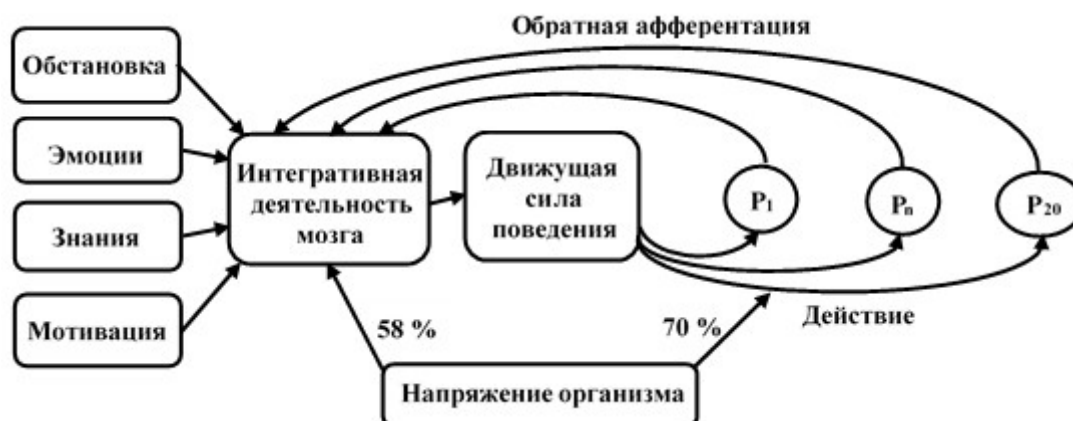 Обратная афферентация
Обстановка
Эмоции
Знания
Мотивация
Интегративная
деятельность
мозга
Движущая
сила
поведения
P1
Pn
P20
58 %
70 %
Действие
Напряжение организма